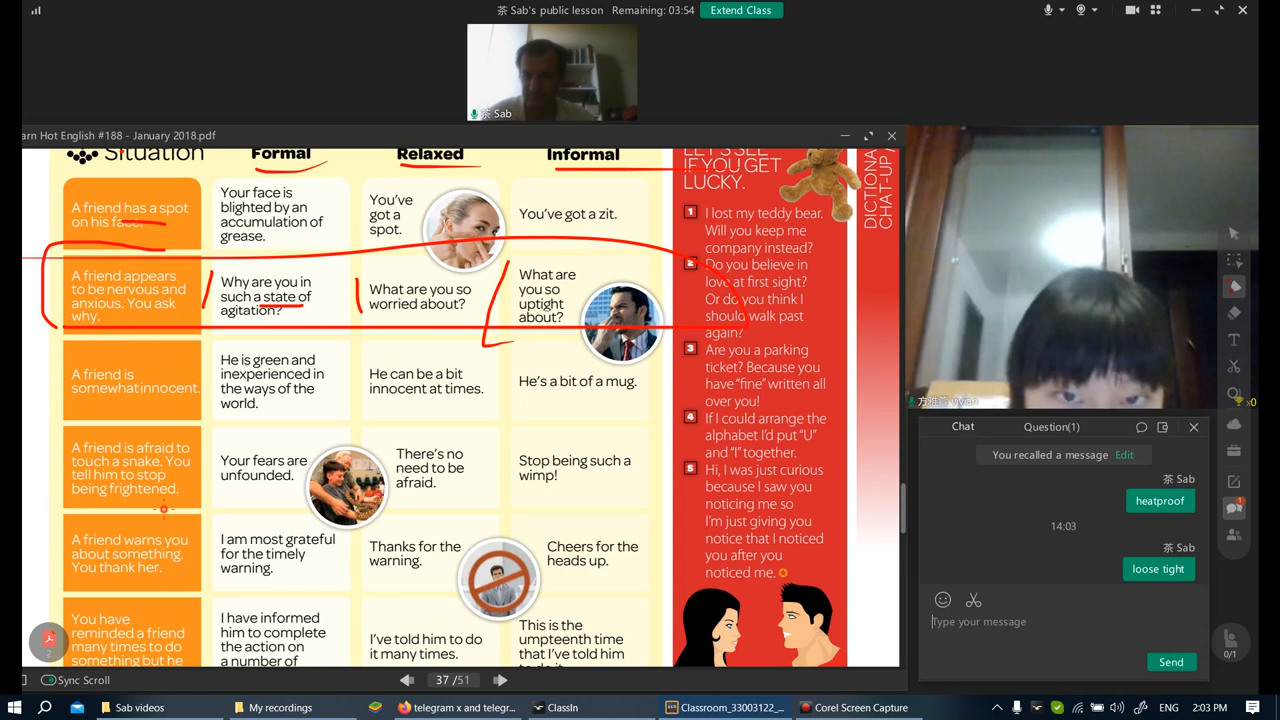 茶 Sab's public lesson Remaining: 03:54 Extend Class
茶 Sab
arn Hot English #188 - January 2018.pdf
Situation
Formal
Relaxed
Informal
A friend has a spot
on his face.
Your face is
blighted by an
accumulation of
grease.
You've
got a
spot.
You've got a zit.
A friend appears
to be nervous and
anxious. You ask
why.
Why are you in
such a state of
agitation?
What are you so
worried about?
What are
you so
uptight
about?
A friend is
somewhat innocent.
He is green and
inexperienced in
the ways of the
world.
He can be a bit
innocent at times.
He's a bit of a mug.
A friend is afraid to
touch a snake. You
tell him to stop
being frightened.
Your fears are
unfounded.
There's no
need to be
afraid.
Stop being such a
wimp!
A friend warns you
about something.
You thank her.
I am most grateful
for the timely
warning.
Thanks for the
warning.
Cheers for the
heads up.
You have
reminded a friend
many times to do
something but he
I have informed
him to complete
the action on
a number of
I've told him to do
it many times.
This is the
umpteenth time
that I've told him
to do it
LET'S SEE
IF YOU GET
LUCKY.
1 I lost my teddy bear.
Will you keep me
company instead?
2 Do you believe in
love at first sight?
Or do you think I
should walk past
again?
3 Are you a parking
ticket? Because you
have "fine" written all
over you!
4 If I could arrange the
alphabet I'd put "U"
and "I" together.
5 Hi, I was just curious
because I saw you
noticing me so
I'm just giving you
notice that I noticed
you after you
noticed me.
DICTIONA
CHAT-UP
2
Sync Scroll
37 /51
x0
Chat
Question(1)
You recalled a message Edit
茶 Sab
heatproof
14:03
茶 Sab
loose tight
Type your message
Send
1
0/1
Sab videos
My recordings
telegram x and telegr...
ClassIn
Classroom_33003122_...
Corel Screen Capture
ENG
2:03 PM